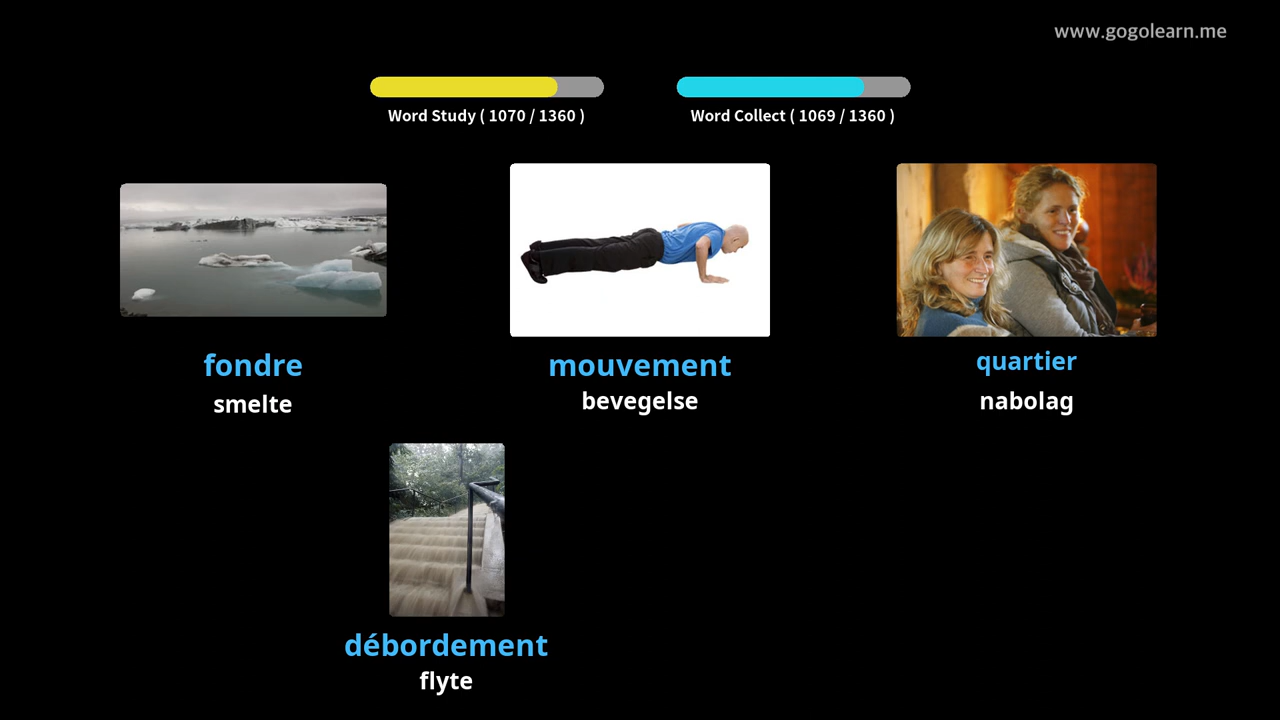 www.gogolearn.me
Word Study ( 1070 / 1360 )
Word Collect ( 1069 / 1360 )
fondre
smelte
mouvement
bevegelse
quartier
nabolag
débordement
flyte